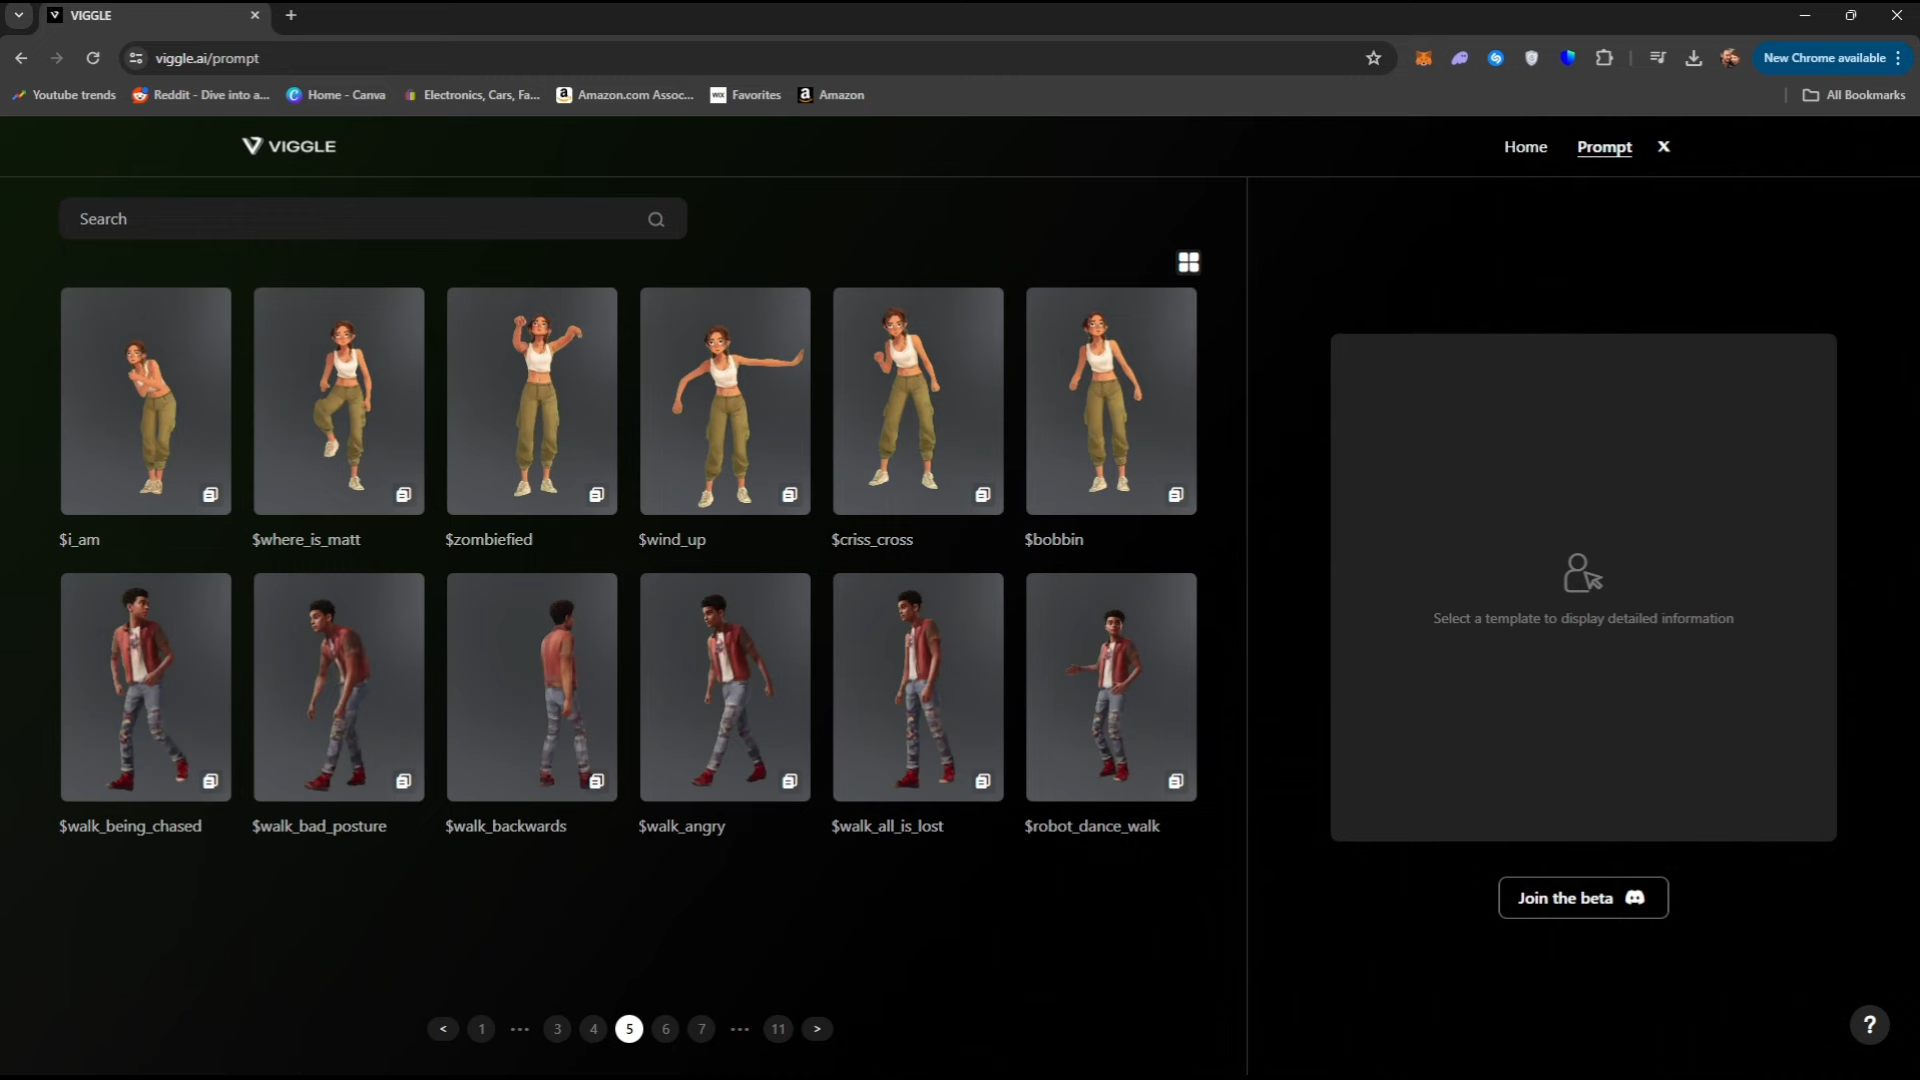 VIGGLE
viggle.ai/prompt
New Chrome available
Youtube trends
Reddit - Dive into a...
Home - Canva
Electronics, Cars, Fa...
Amazon.com Assoc...
Favorites
Amazon
All Bookmarks
VIGGLE
Home
Prompt
X
Search
$i_am
$where_is_matt
$zombiefied
$wind_up
$criss_cross
$bobbin
$walk_being_chased
$walk_bad_posture
$walk_backwards
$walk_angry
$walk_all_is_lost
$robot_dance_walk
Select a template to display detailed information
Join the beta
< 1 ••• 3 4 5 6 7 ••• 11 >
?